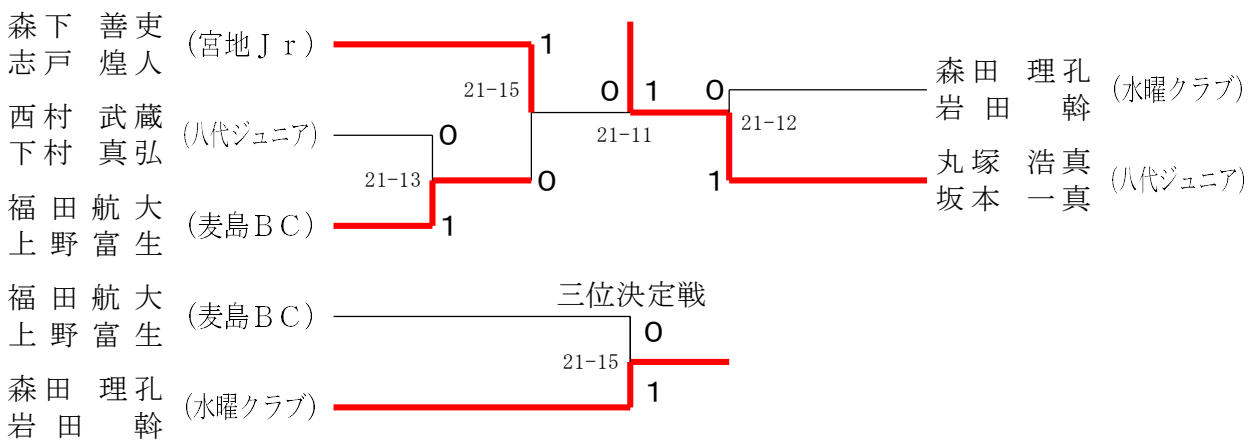 森下 善吏
志戸 煌人
(宮地Ｊｒ)
1
21-15
0
1
0
森田 理孔
岩田 幹
(水曜クラブ)
西村 武蔵
下村 真弘
(八代ジュニア)
0
21-11
21-12
21-13
0
1
丸塚 浩真
坂本 一真
(八代ジュニア)
福田航大
上野富生
(麦島ＢＣ)
1
福田航大
上野富生
(麦島ＢＣ)
三位決定戦
0
21-15
森田 理孔
岩田 幹
(水曜クラブ)
1